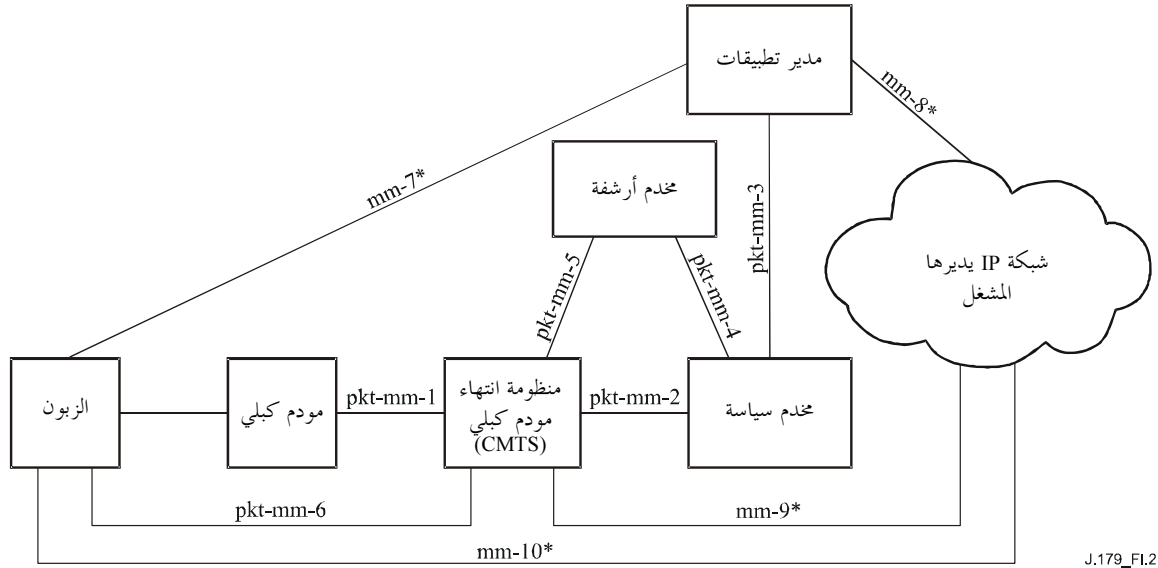 مدير تطبيقات
mm-8*
mm-7*
مخدم أرشفة
pkt-mm-3
شبكة IP يديرها
المشغل
pkt-mm-5
pkt-mm-4
الزبون
مودم كبلي
pkt-mm-1
منظومة انتهاء
مودم كبلي
(CMTS)
pkt-mm-2
مخدم سياسة
pkt-mm-6
mm-9*
mm-10*
J.179_FI.2